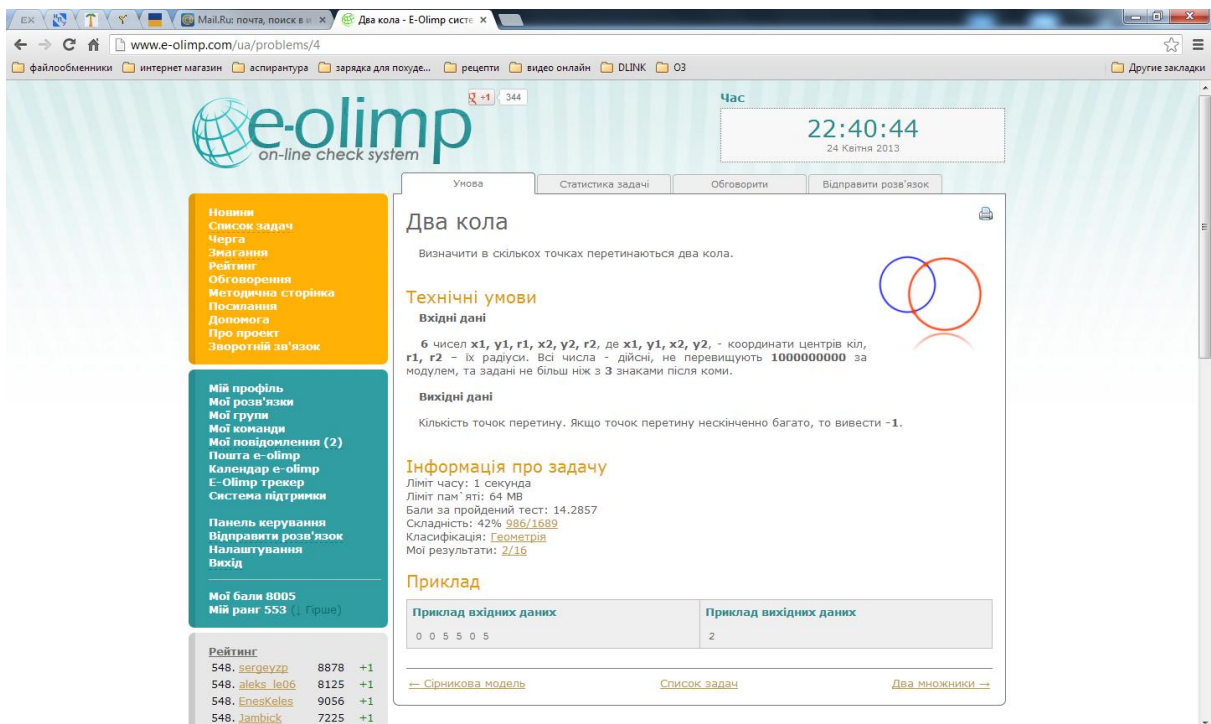 EX
Mail.Ru: почта, поиск в и
Два кола - E-Olimp систе
www.e-olimp.com/ua/problems/4
файлообменники
интернет магазин
аспирантура
зарядка для похуде...
рецепти
видео онлайн
DLINK
ОЗ
Другие закладки
e-olimp
on-line check system
+1 344
Час
22:40:44
24 Квітня 2013
Умова
Статистика задачі
Обговорити
Відправити розв'язок
Новини
Список задач
Черга
Змагання
Рейтинг
Обговорення
Методична сторінка
Посилання
Допомога
Про проект
Зворотній зв'язок
Мій профіль
Мої розв'язки
Мої групи
Мої команди
Мої повідомлення (2)
Пошта e-olimp
Календар e-olimp
E-Olimp трекер
Система підтримки
Панель керування
Відправити розв'язок
Налаштування
Вихід
Мої бали 8005
Мій ранг 553 (↓ Гірше)
Рейтинг
548. sergeyzp 8878 +1
548. aleks_le06 8125 +1
548. EnesKeles 9056 +1
548. Jambick 7225 +1
Два кола
Визначити в скількох точках перетинаються два кола.
Технічні умови
Вхідні дані
6 чисел x1, y1, r1, x2, y2, r2, де x1, y1, x2, y2, - координати центрів кіл,
r1, r2 – їх радіуси. Всі числа - дійсні, не перевищують 1000000000 за
модулем, та задані не більш ніж з 3 знаками після коми.
Вихідні дані
Кількість точок перетину. Якщо точок перетину нескінченно багато, то вивести -1.
Інформація про задачу
Ліміт часу: 1 секунда
Ліміт пам`яті: 64 MB
Бали за пройдений тест: 14.2857
Складність: 42% 986/1689
Класифікація: Геометрія
Мої результати: 2/16
Приклад
Приклад вхідних даних
Приклад вихідних даних
0 0 5 5 0 5
2
← Сірникова модель
Список задач
Два множники →